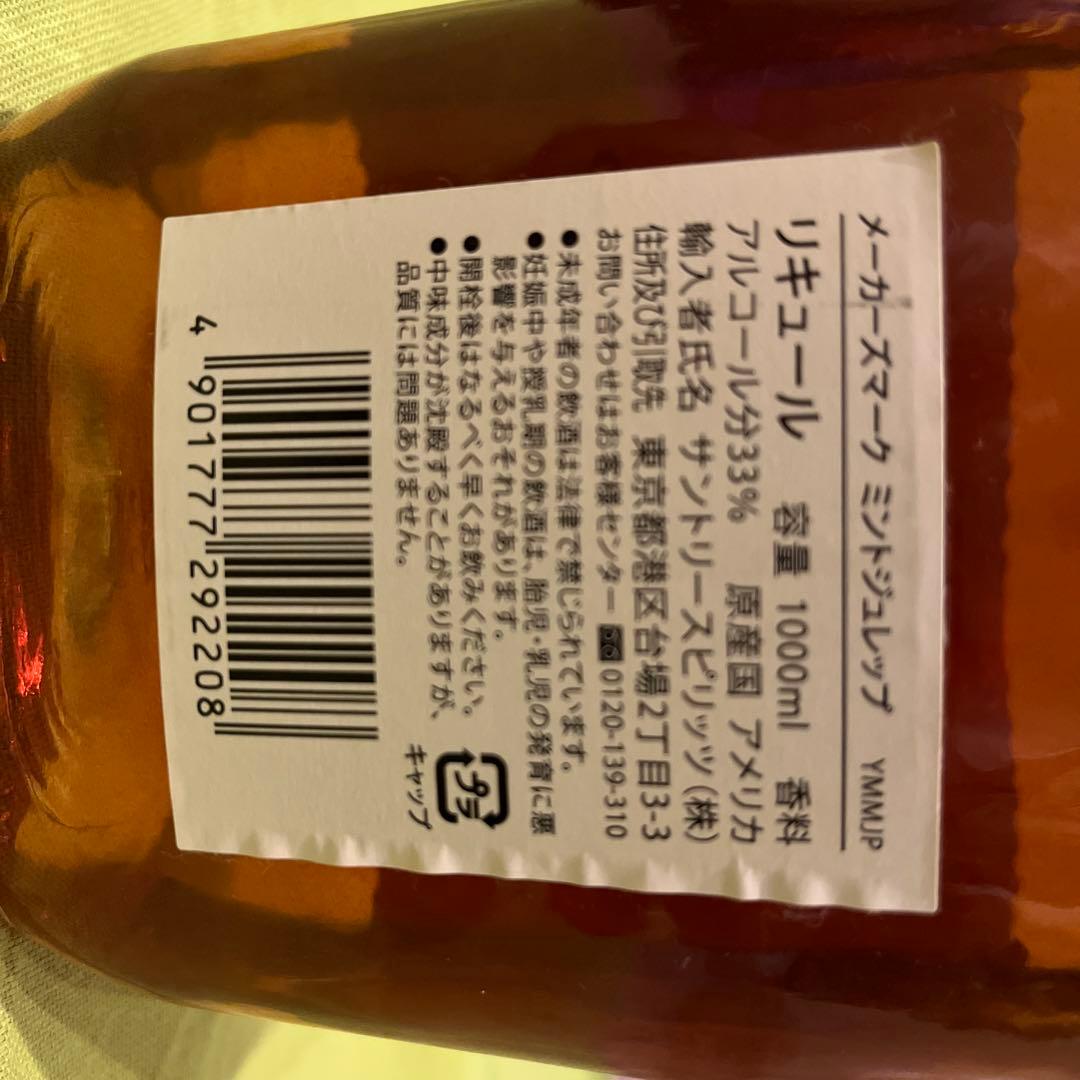 メーカーズマーク ミントジュレップ YMMJP
リキュール 容量 1000ml 香料
アルコール分33% 原産国 アメリカ
輸入者氏名 サントリースピリッツ(株)
住所及び引取先 東京都港区台場2丁目3-3
お問い合わせはお客様センター 0120-139-310
●未成年者の飲酒は法律で禁じられています。
●妊娠中や授乳期の飲酒は、胎児・乳児の発育に悪
影響を与えるおそれがあります。
●開栓後はなるべく早くお飲みください。
●中味成分が沈殿することがありますが、
品質には問題ありません。
プラ
キャップ
4 901777 292208